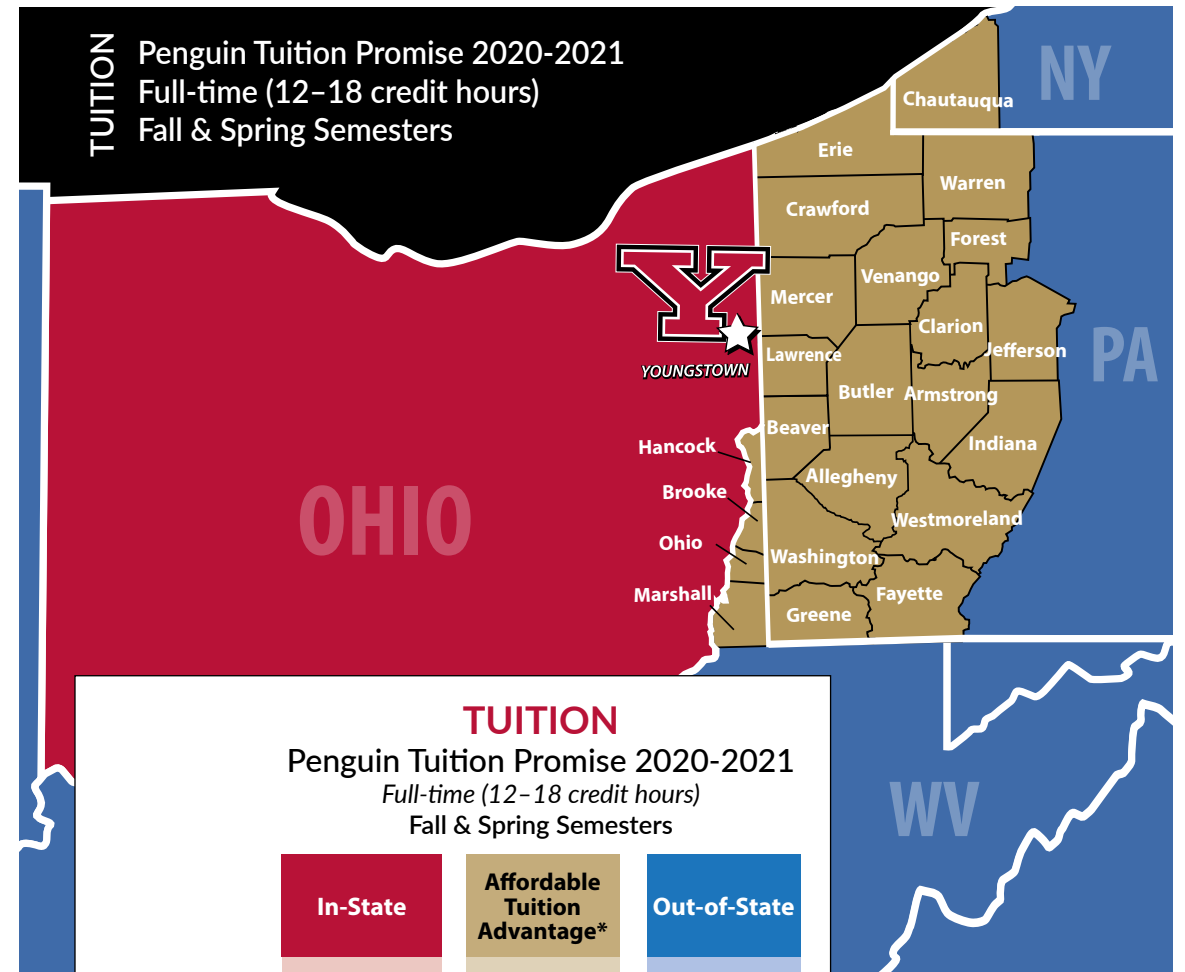 TUITION
Penguin Tuition Promise 2020-2021
Full-time (12–18 credit hours)
Fall & Spring Semesters
NY
Chautauqua
Erie
Warren
Crawford
Forest
Venango
Mercer
Clarion
Jefferson
PA
Lawrence
Y
YOUNGSTOWN
Butler
Armstrong
Beaver
Hancock
Indiana
Allegheny
Brooke
OHIO
Westmoreland
Ohio
Washington
Marshall
Fayette
Greene
TUITION
Penguin Tuition Promise 2020-2021
Full-time (12–18 credit hours)
Fall & Spring Semesters
WV
In-State
Affordable
Tuition
Advantage*
Out-of-State